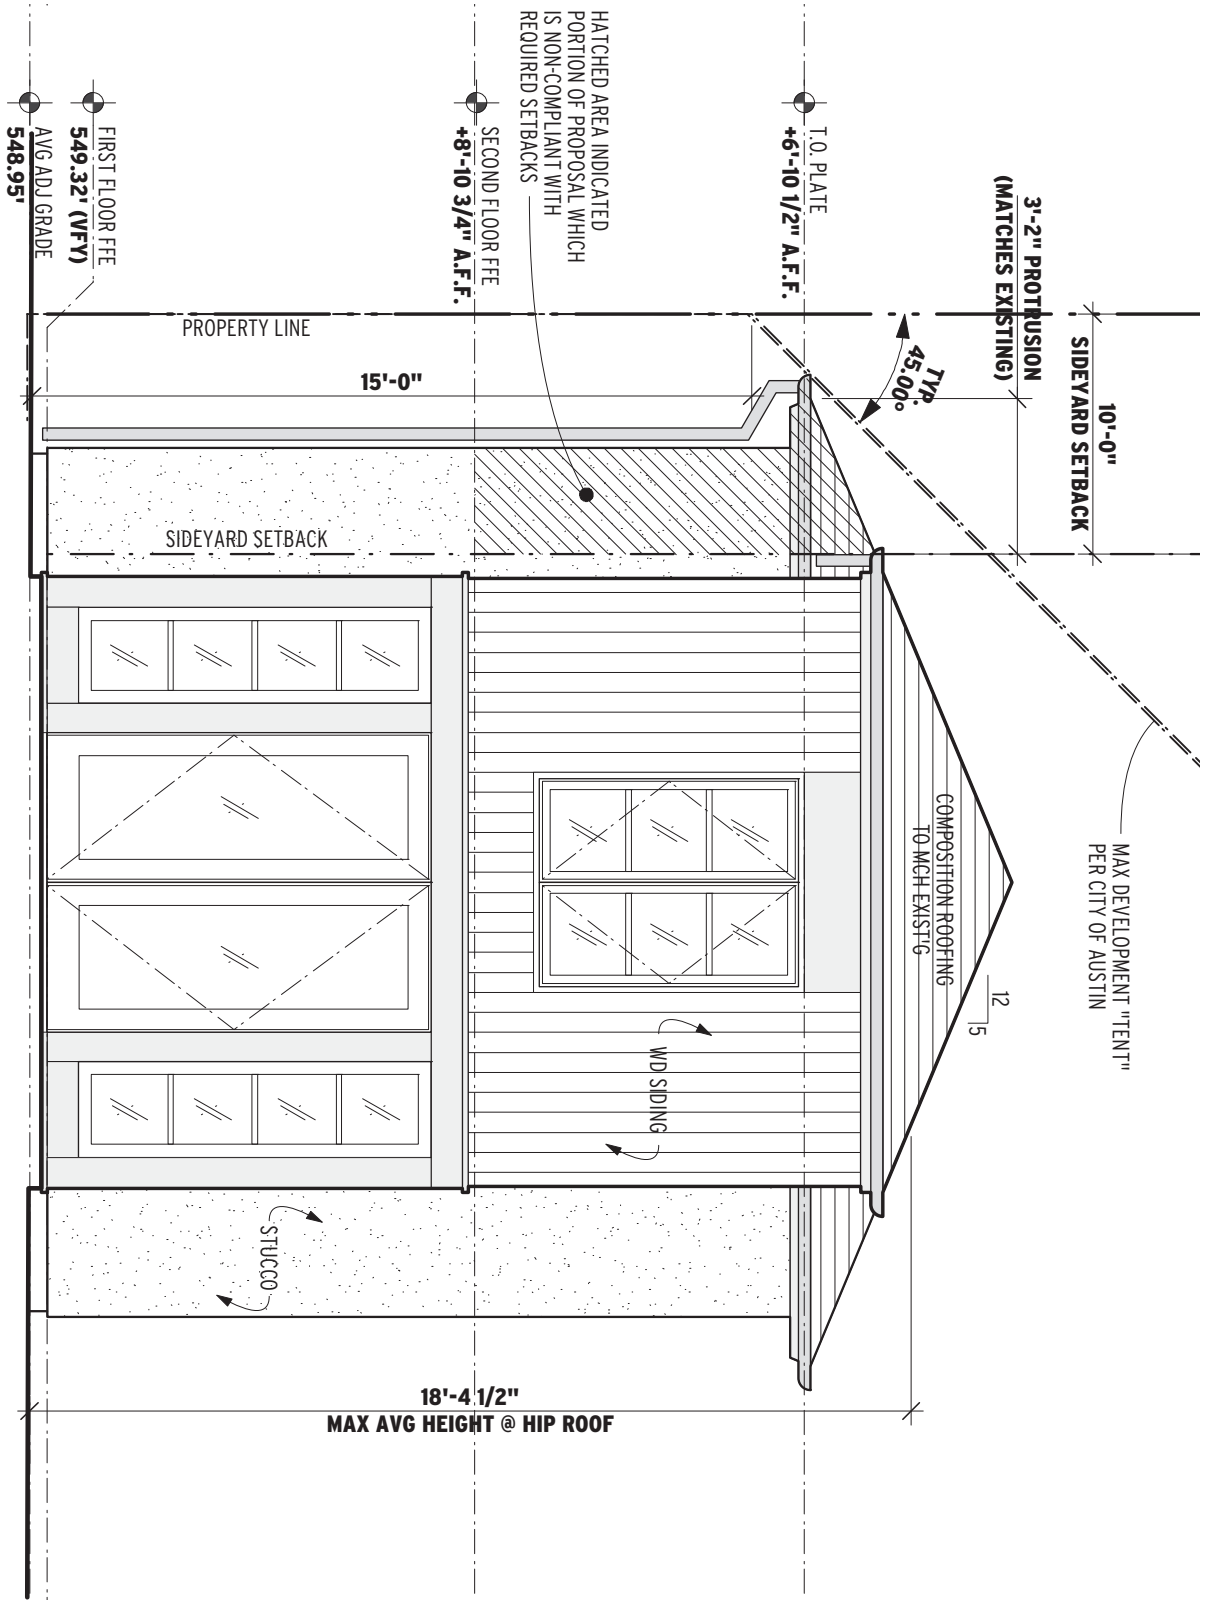 HATCHED AREA INDICATED
PORTION OF PROPOSAL WHICH
IS NON-COMPLIANT WITH
REQUIRED SETBACKS
T.O. PLATE
+6'-10 1/2" A.F.F.
SECOND FLOOR FFE
+8'-10 3/4" A.F.F.
FIRST FLOOR FFE
549.32' (VFY)
AVG ADJ GRADE
548.95'
3'-2" PROTRUSION
(MATCHES EXISTING)
10'-0"
SIDEYARD SETBACK
TYP.
45.00°
PROPERTY LINE
15'-0"
SIDEYARD SETBACK
MAX DEVELOPMENT "TENT"
PER CITY OF AUSTIN
COMPOSITION ROOFING
TO MCH EXIST'G
12
5
WD SIDING
STUCCO
18'-4 1/2"
MAX AVG HEIGHT @ HIP ROOF